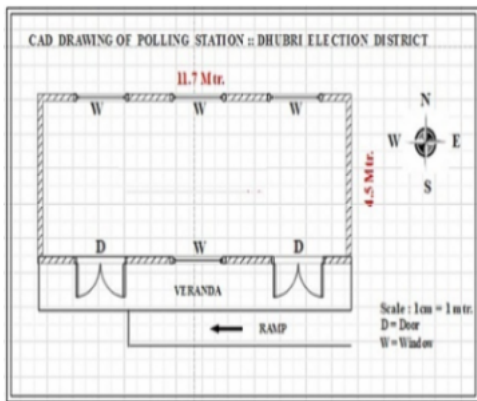 CAD DRAWING OF POLLING STATION :: DHUBRI ELECTION DISTRICT
11.7 Mtr.
W W W
N
W E
S
4.5 Mtr.
D W D
VERANDA
RAMP
Scale : 1cm = 1 mtr.
D = Door
W = Window